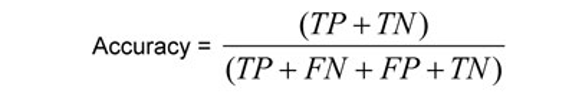 Accuracy = (TP + TN) / (TP + FN + FP + TN)